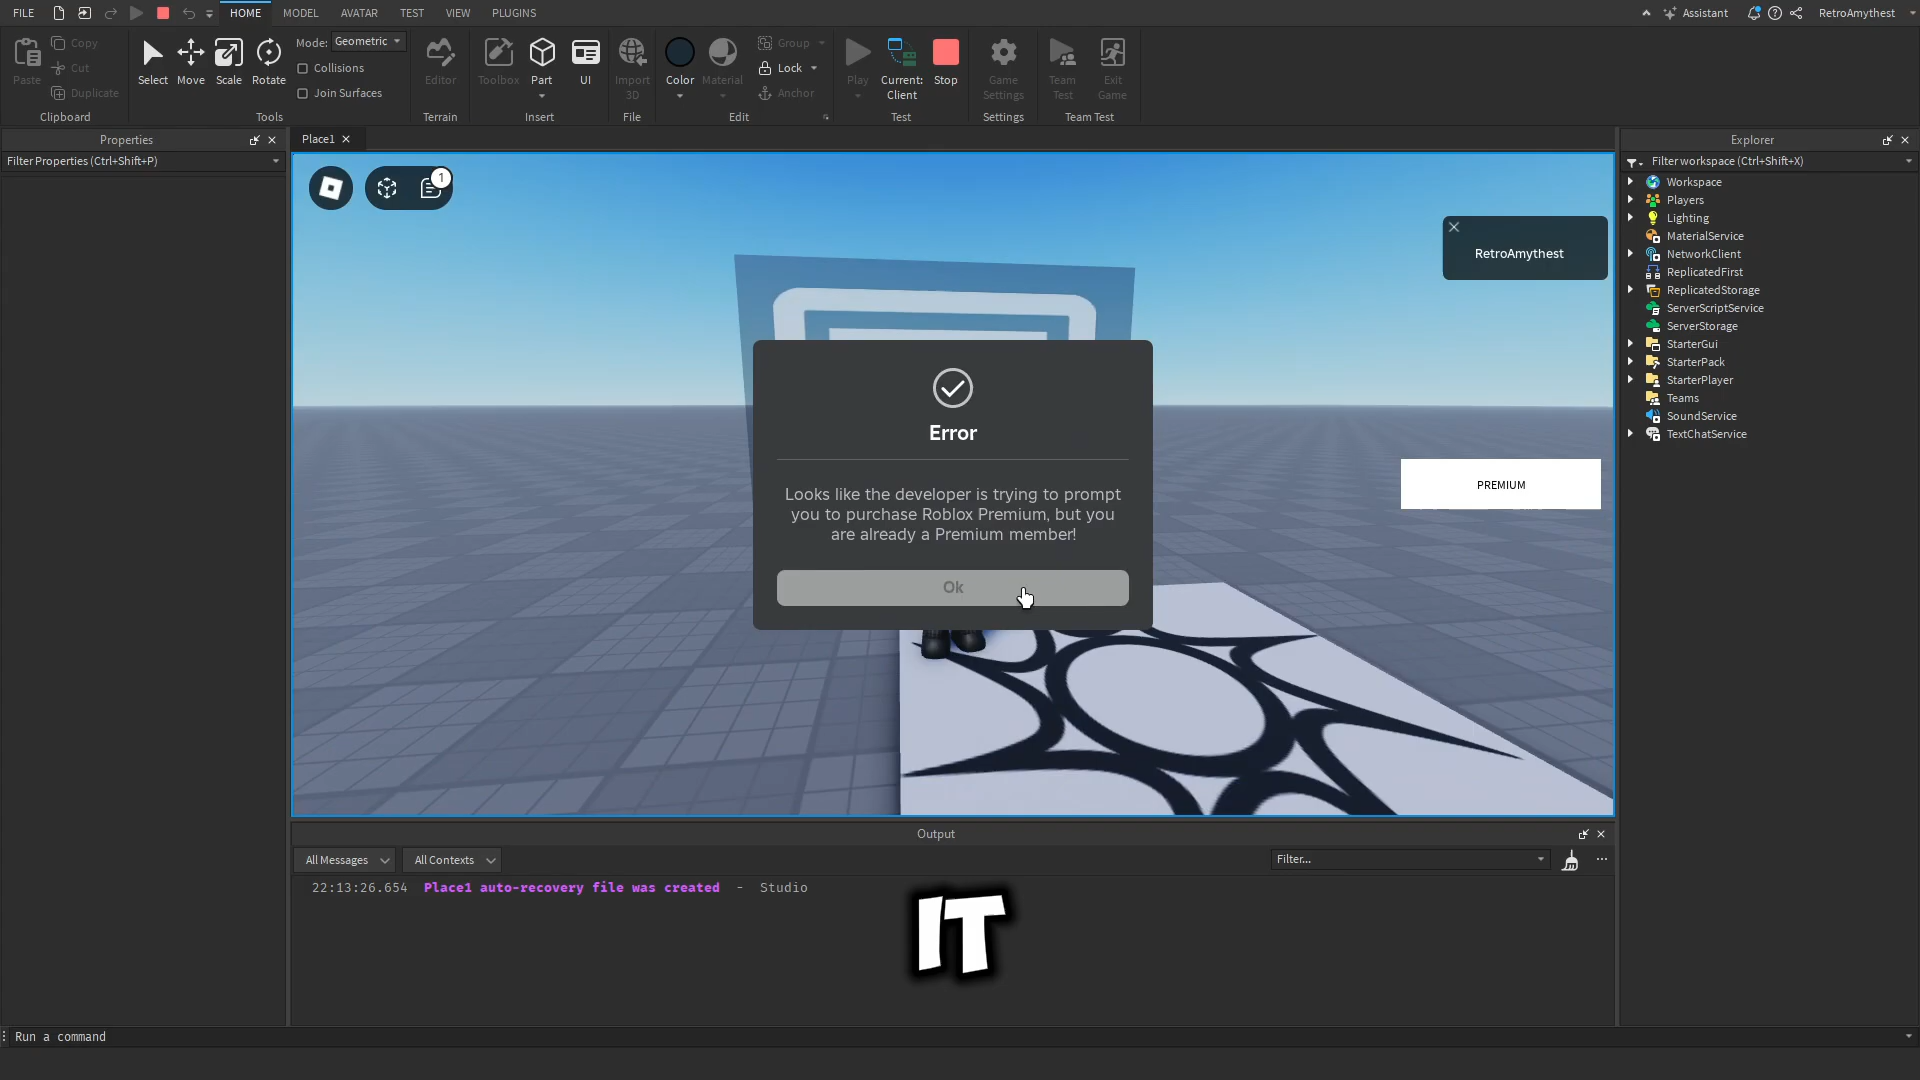 FILE
HOME
MODEL
AVATAR
TEST
VIEW
PLUGINS
Assistant
RetroAmythest
Paste
Copy
Cut
Duplicate
Clipboard
Select
Move
Scale
Rotate
Mode: Geometric
Collisions
Join Surfaces
Tools
Editor
Terrain
Toolbox
Part
UI
Insert
Import
3D
File
Color
Material
Group
Lock
Anchor
Edit
Play
Current:
Client
Stop
Test
Game
Settings
Settings
Team
Test
Exit
Game
Team Test
Properties
Filter Properties (Ctrl+Shift+P)
Place1
1
RetroAmythest
Error
Looks like the developer is trying to prompt
you to purchase Roblox Premium, but you
are already a Premium member!
Ok
PREMIUM
Explorer
Filter workspace (Ctrl+Shift+X)
Workspace
Players
Lighting
MaterialService
NetworkClient
ReplicatedFirst
ReplicatedStorage
ServerScriptService
ServerStorage
StarterGui
StarterPack
StarterPlayer
Teams
SoundService
TextChatService
Output
All Messages
All Contexts
Filter...
22:13:26.654 Place1 auto-recovery file was created - Studio
IT
Run a command